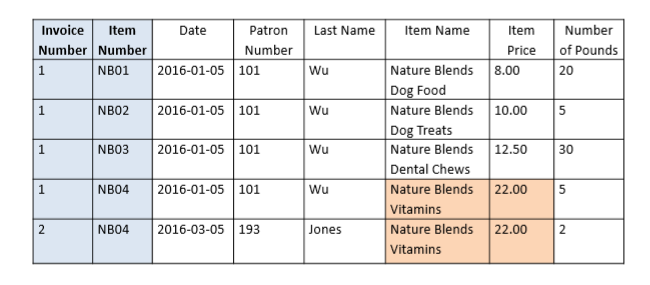 Invoice Number Item Number Date Patron Number Last Name Item Name Item Price Number of Pounds
1 NB01 2016-01-05 101 Wu Nature Blends Dog Food 8.00 20
1 NB02 2016-01-05 101 Wu Nature Blends Dog Treats 10.00 5
1 NB03 2016-01-05 101 Wu Nature Blends Dental Chews 12.50 30
1 NB04 2016-01-05 101 Wu Nature Blends Vitamins 22.00 5
2 NB04 2016-03-05 193 Jones Nature Blends Vitamins 22.00 2